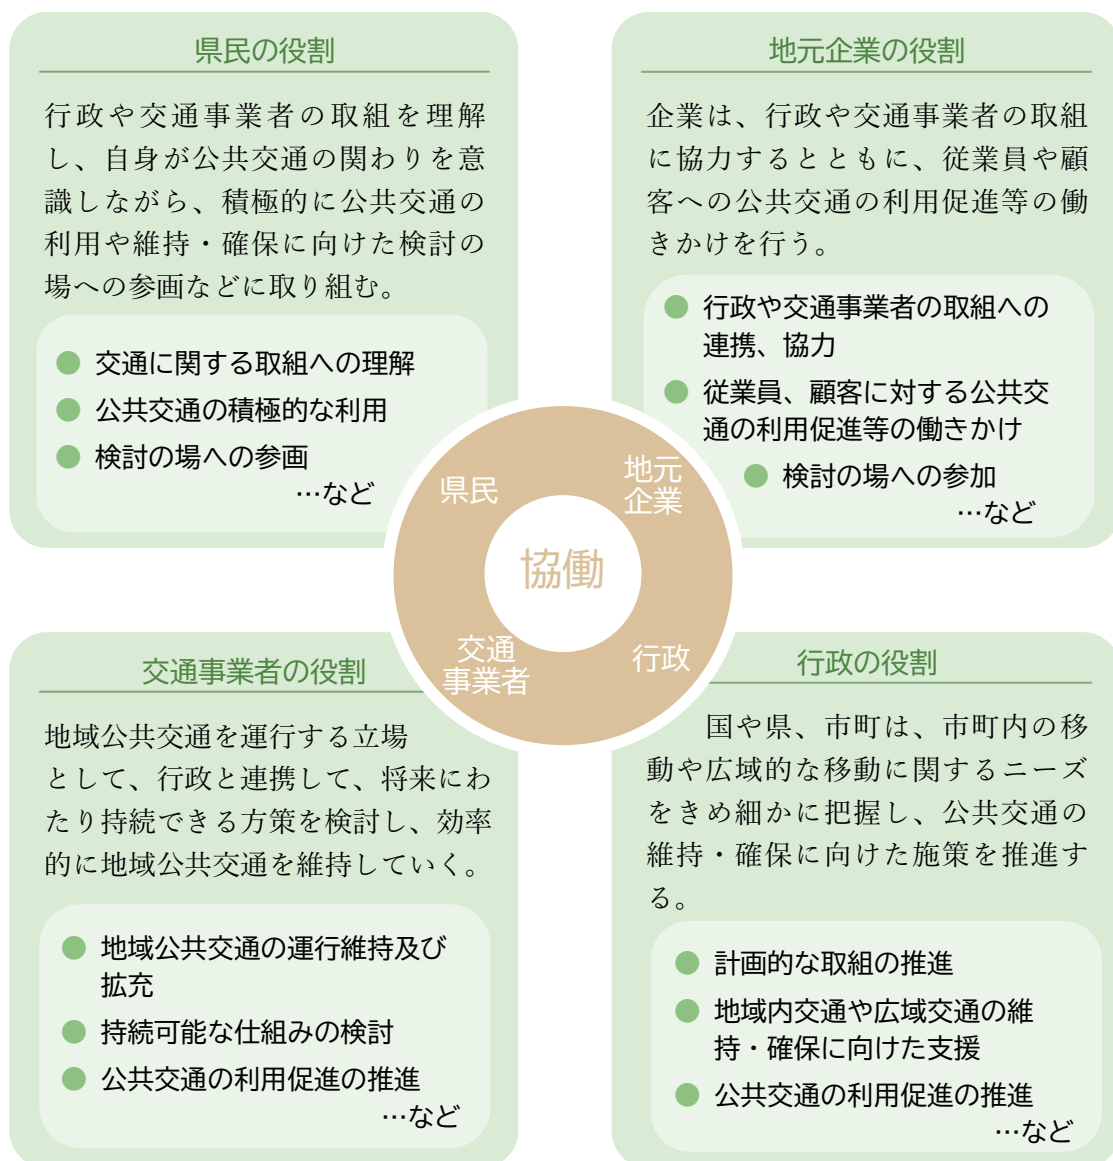 県民の役割
行政や交通事業者の取組を理解
し、自身が公共交通の関わりを意
識しながら、積極的に公共交通の
利用や維持・確保に向けた検討の
場への参画などに取り組む。
● 交通に関する取組への理解
● 公共交通の積極的な利用
● 検討の場への参画
…など
地元企業の役割
企業は、行政や交通事業者の取組
に協力するとともに、従業員や顧
客への公共交通の利用促進等の働
きかけを行う。
● 行政や交通事業者の取組への
連携、協力
● 従業員、顧客に対する公共交
通の利用促進等の働きかけ
● 検討の場への参加
…など
県民
地元
企業
協働
交通
事業者
行政
交通事業者の役割
地域公共交通を運行する立場
として、行政と連携して、将来にわ
たり持続できる方策を検討し、効率
的に地域公共交通を維持していく。
● 地域公共交通の運行維持及び
拡充
● 持続可能な仕組みの検討
● 公共交通の利用促進の推進
…など
行政の役割
国や県、市町は、市町内の移
動や広域的な移動に関するニーズ
をきめ細かに把握し、公共交通の
維持・確保に向けた施策を推進す
る。
● 計画的な取組の推進
● 地域内交通や広域交通の維
持・確保に向けた支援
● 公共交通の利用促進の推進
…など